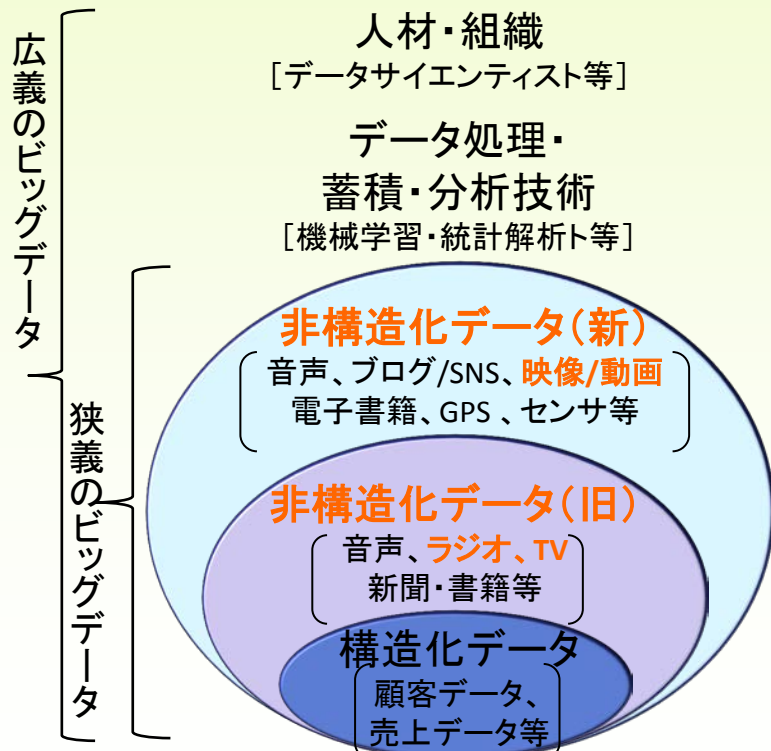 広義のビッグデータ
人材・組織
［データサイエンティスト等］
データ処理・
蓄積・分析技術
［機械学習・統計解析ト等］
狭義のビッグデータ
非構造化データ（新）
音声、ブログ/SNS、映像/動画
電子書籍、GPS 、センサ等
非構造化データ（旧）
音声、ラジオ、TV
新聞・書籍等
構造化データ
顧客データ、
売上データ等